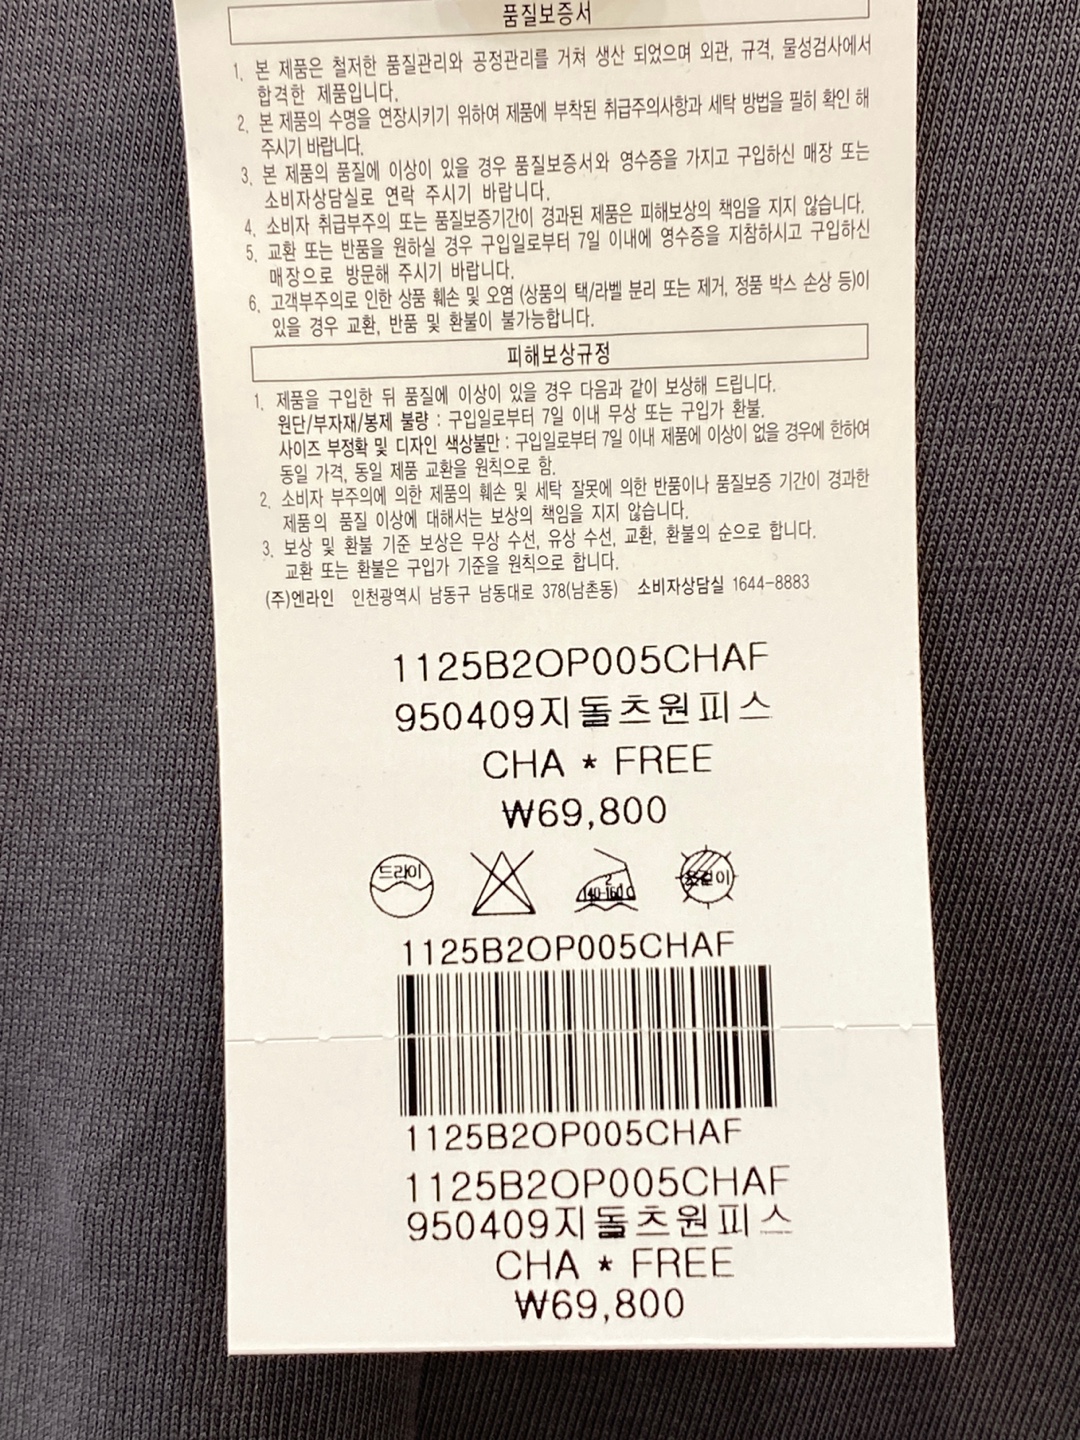 품질보증서
1. 본 제품은 철저한 품질관리와 공정관리를 거쳐 생산 되었으며 외관, 규격, 물성검사에서
합격한 제품입니다.
2. 본 제품의 수명을 연장시키기 위하여 제품에 부착된 취급주의사항과 세탁 방법을 필히 확인 해
주시기 바랍니다.
3. 본 제품의 품질에 이상이 있을 경우 품질보증서와 영수증을 가지고 구입하신 매장 또는
소비자상담실로 연락 주시기 바랍니다.
4. 소비자 취급부주의 또는 품질보증기간이 경과된 제품은 피해보상의 책임을 지지 않습니다.
5. 교환 또는 반품을 원하실 경우 구입일로부터 7일 이내에 영수증을 지참하시고 구입하신
매장으로 방문해 주시기 바랍니다.
6. 고객부주의로 인한 상품 훼손 및 오염 (상품의 택/라벨 분리 또는 제거, 정품 박스 손상 등)이
있을 경우 교환, 반품 및 환불이 불가능합니다.
피해보상규정
1. 제품을 구입한 뒤 품질에 이상이 있을 경우 다음과 같이 보상해 드립니다.
원단/부자재/봉제 불량 : 구입일로부터 7일 이내 무상 또는 구입가 환불.
사이즈 부정확 및 디자인 색상불만 : 구입일로부터 7일 이내 제품에 이상이 없을 경우에 한하여
동일 가격, 동일 제품 교환을 원칙으로 함.
2. 소비자 부주의에 의한 제품의 훼손 및 세탁 잘못에 의한 반품이나 품질보증 기간이 경과한
제품의 품질 이상에 대해서는 보상의 책임을 지지 않습니다.
3. 보상 및 환불 기준 보상은 무상 수선, 유상 수선, 교환, 환불의 순으로 합니다.
교환 또는 환불은 구입가 기준을 원칙으로 합니다.
(주)엔라인 인천광역시 남동구 남동대로 378(남촌동) 소비자상담실 1644-8883
1125B2OP005CHAF
950409지돌츠원피스
CHA * FREE
₩69,800
드라이
2
140-160℃
옷걸이
1125B2OP005CHAF
1125B2OP005CHAF
1125B2OP005CHAF
950409지돌츠원피스
CHA * FREE
₩69,800